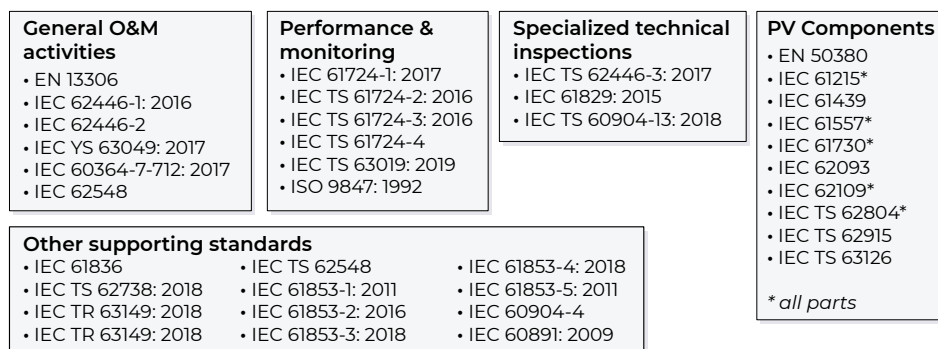 General O&M
activities
• EN 13306
• IEC 62446-1: 2016
• IEC 62446-2
• IEC YS 63049: 2017
• IEC 60364-7-712: 2017
• IEC 62548
Performance &
monitoring
• IEC 61724-1: 2017
• IEC TS 61724-2: 2016
• IEC TS 61724-3: 2016
• IEC TS 61724-4
• IEC TS 63019: 2019
• ISO 9847: 1992
Specialized technical
inspections
• IEC TS 62446-3: 2017
• IEC 61829: 2015
• IEC TS 60904-13: 2018
PV Components
• EN 50380
• IEC 61215*
• IEC 61439
• IEC 61557*
• IEC 61730*
• IEC 62093
• IEC 62109*
• IEC TS 62804*
• IEC TS 62915
• IEC TS 63126
* all parts
Other supporting standards
• IEC 61836
• IEC TS 62738: 2018
• IEC TR 63149: 2018
• IEC TR 63149: 2018
• IEC TS 62548
• IEC 61853-1: 2011
• IEC 61853-2: 2016
• IEC 61853-3: 2018
• IEC 61853-4: 2018
• IEC 61853-5: 2011
• IEC 60904-4
• IEC 60891: 2009